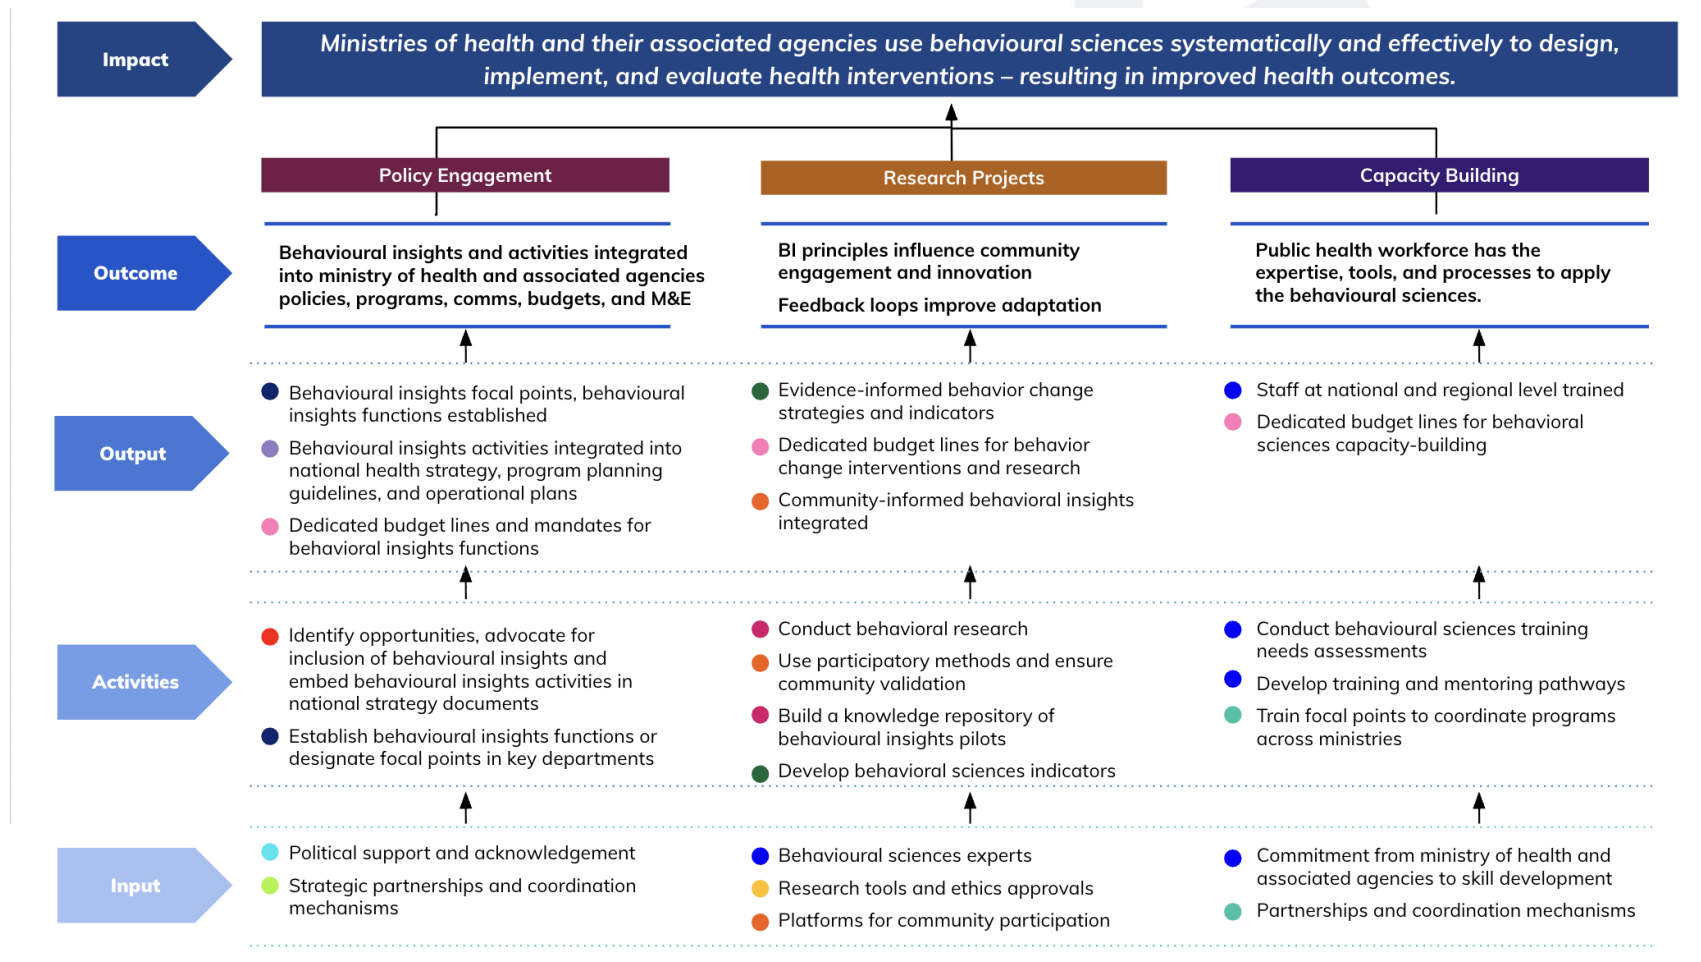 Impact
Ministries of health and their associated agencies use behavioural sciences systematically and effectively to design,
implement, and evaluate health interventions – resulting in improved health outcomes.
Policy Engagement
Research Projects
Capacity Building
Outcome
Behavioural insights and activities integrated
into ministry of health and associated agencies
policies, programs, comms, budgets, and M&E
BI principles influence community
engagement and innovation
Feedback loops improve adaptation
Public health workforce has the
expertise, tools, and processes to apply
the behavioural sciences.
Output
Behavioural insights focal points, behavioural
insights functions established
Behavioural insights activities integrated into
national health strategy, program planning
guidelines, and operational plans
Dedicated budget lines and mandates for
behavioral insights functions
Evidence-informed behavior change
strategies and indicators
Dedicated budget lines for behavior
change interventions and research
Community-informed behavioral insights
integrated
Staff at national and regional level trained
Dedicated budget lines for behavioral
sciences capacity-building
Activities
Identify opportunities, advocate for
inclusion of behavioural insights and
embed behavioural insights activities in
national strategy documents
Establish behavioural insights functions or
designate focal points in key departments
Conduct behavioral research
Use participatory methods and ensure
community validation
Build a knowledge repository of
behavioural insights pilots
Develop behavioral sciences indicators
Conduct behavioural sciences training
needs assessments
Develop training and mentoring pathways
Train focal points to coordinate programs
across ministries
Input
Political support and acknowledgement
Strategic partnerships and coordination
mechanisms
Behavioural sciences experts
Research tools and ethics approvals
Platforms for community participation
Commitment from ministry of health and
associated agencies to skill development
Partnerships and coordination mechanisms